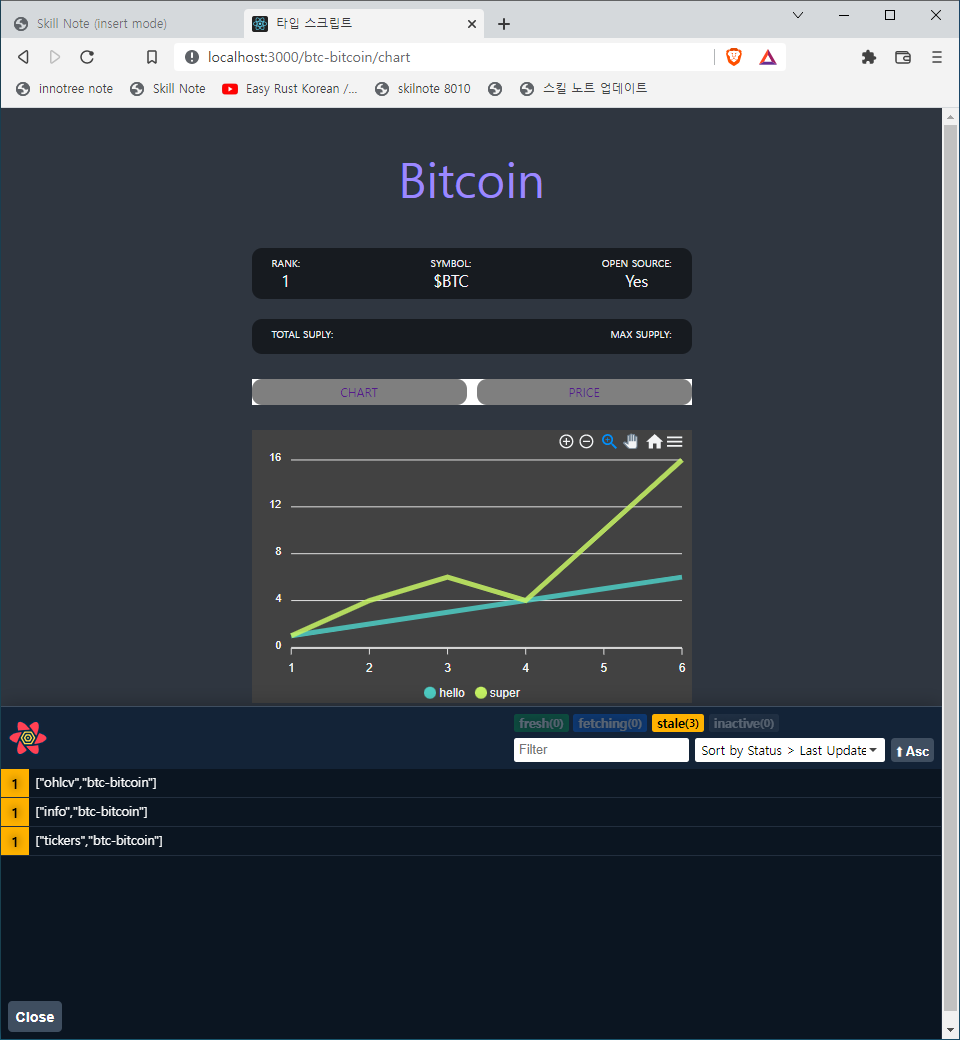 Skill Note (insert mode)
타입 스크립트
localhost:3000/btc-bitcoin/chart
innotree note
Skill Note
Easy Rust Korean /...
skilnote 8010
스킬 노트 업데이트
Bitcoin
RANK: SYMBOL: OPEN SOURCE:
1 $BTC Yes
TOTAL SUPLY: MAX SUPPLY:
CHART PRICE
16
12
8
4
0
1 2 3 4 5 6
hello super
fresh(0) fetching(0) stale(3) inactive(0)
Filter Sort by Status > Last Update ⬆ Asc
1 ["ohlcv","btc-bitcoin"]
1 ["info","btc-bitcoin"]
1 ["tickers","btc-bitcoin"]
Close